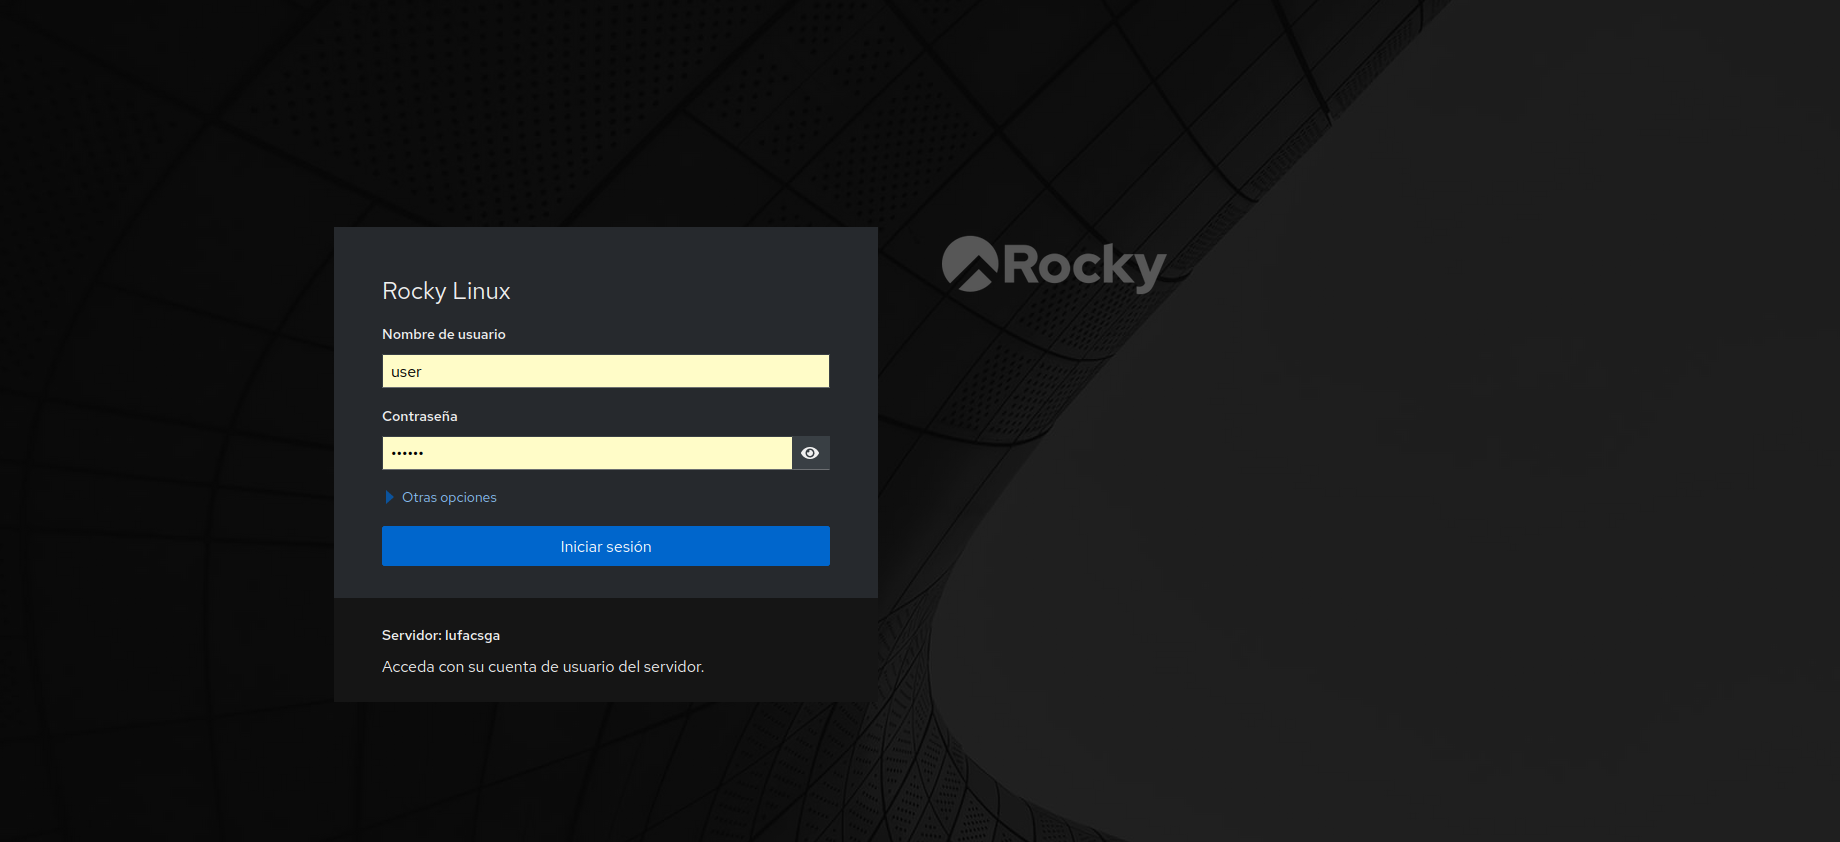 Rocky
Rocky Linux
Nombre de usuario
user
Contraseña
••••••
Otras opciones
Iniciar sesión
Servidor: lufacsga
Acceda con su cuenta de usuario del servidor.